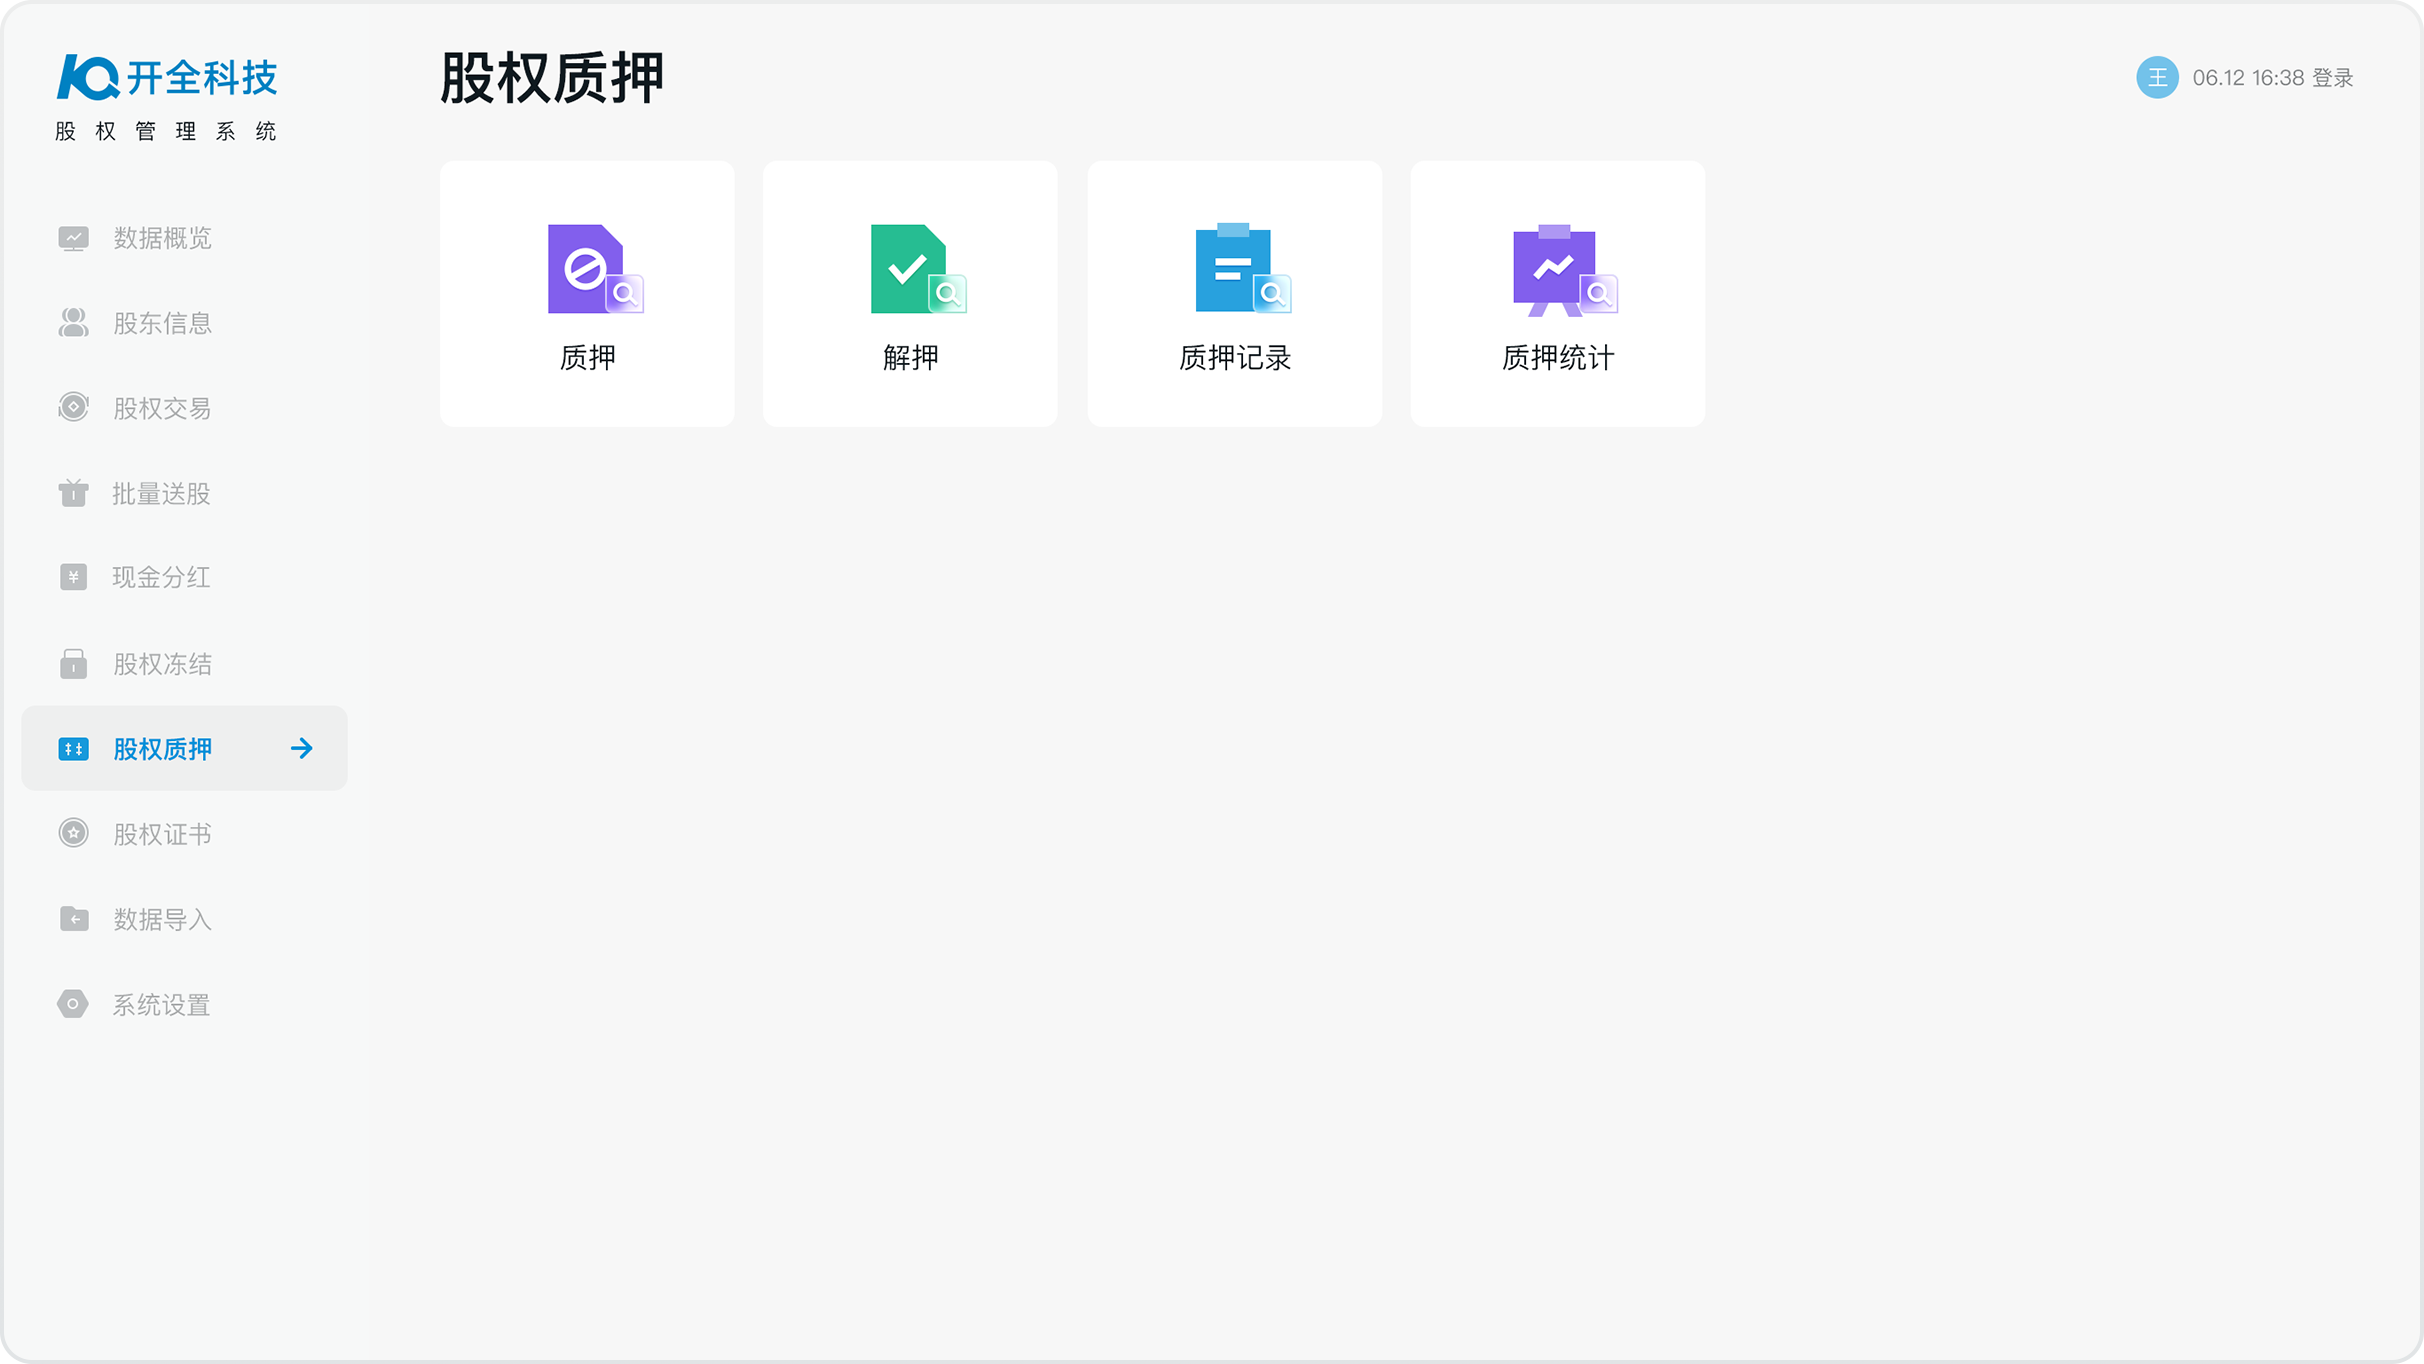 开全科技
股权管理系统
数据概览
股东信息
股权交易
批量送股
现金分红
股权冻结
股权质押
股权证书
数据导入
系统设置
股权质押
王 06.12 16:38 登录
质押
解押
质押记录
质押统计